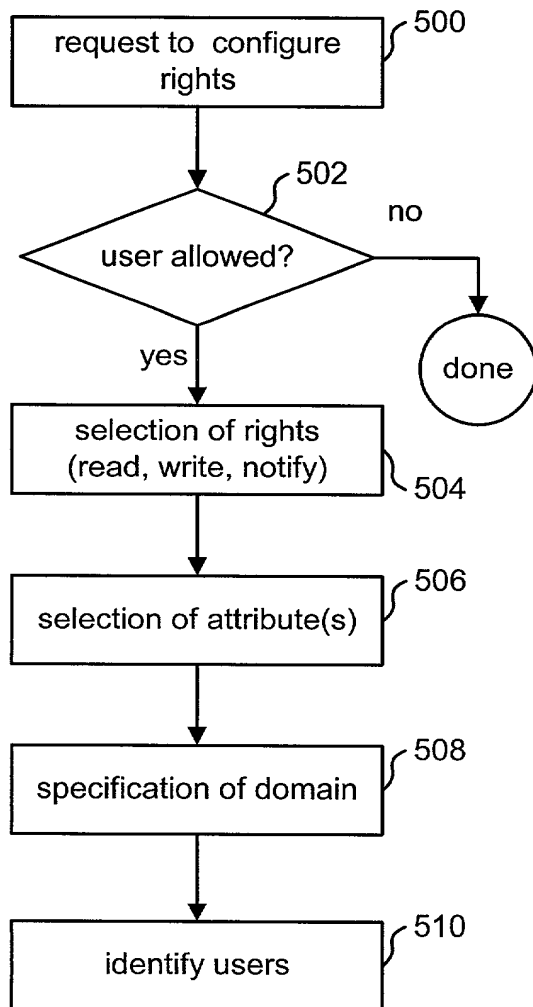 500
request to configure
rights
502
no
user allowed?
yes
done
selection of rights
(read, write, notify)
504
506
selection of attribute(s)
508
specification of domain
510
identify users